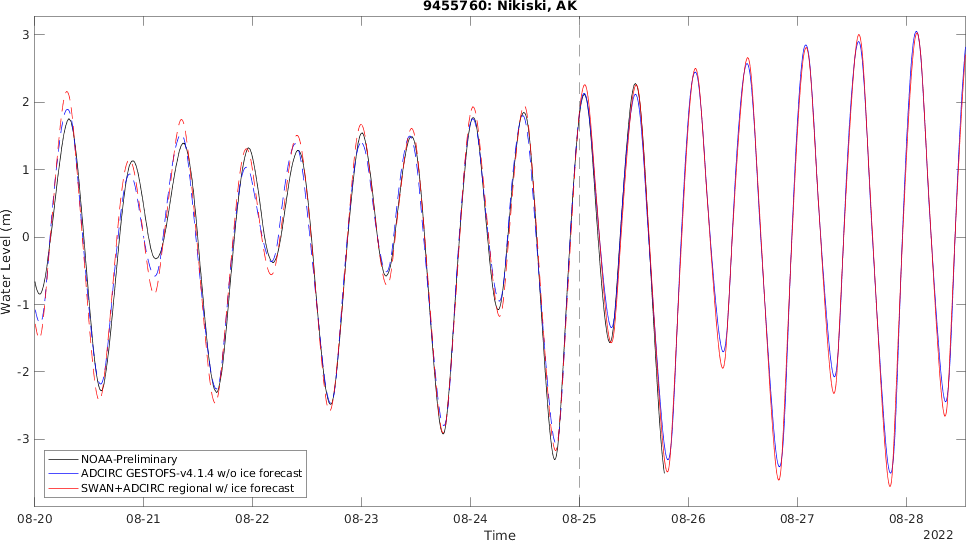 9455760: Nikiski, AK
Water Level (m)
3
2
1
0
-1
-2
-3
NOAA-Preliminary
ADCIRC GESTOFS-v4.1.4 w/o ice forecast
SWAN+ADCIRC regional w/ ice forecast
08-20 08-21 08-22 08-23 08-24 08-25 08-26 08-27 08-28
Time
2022